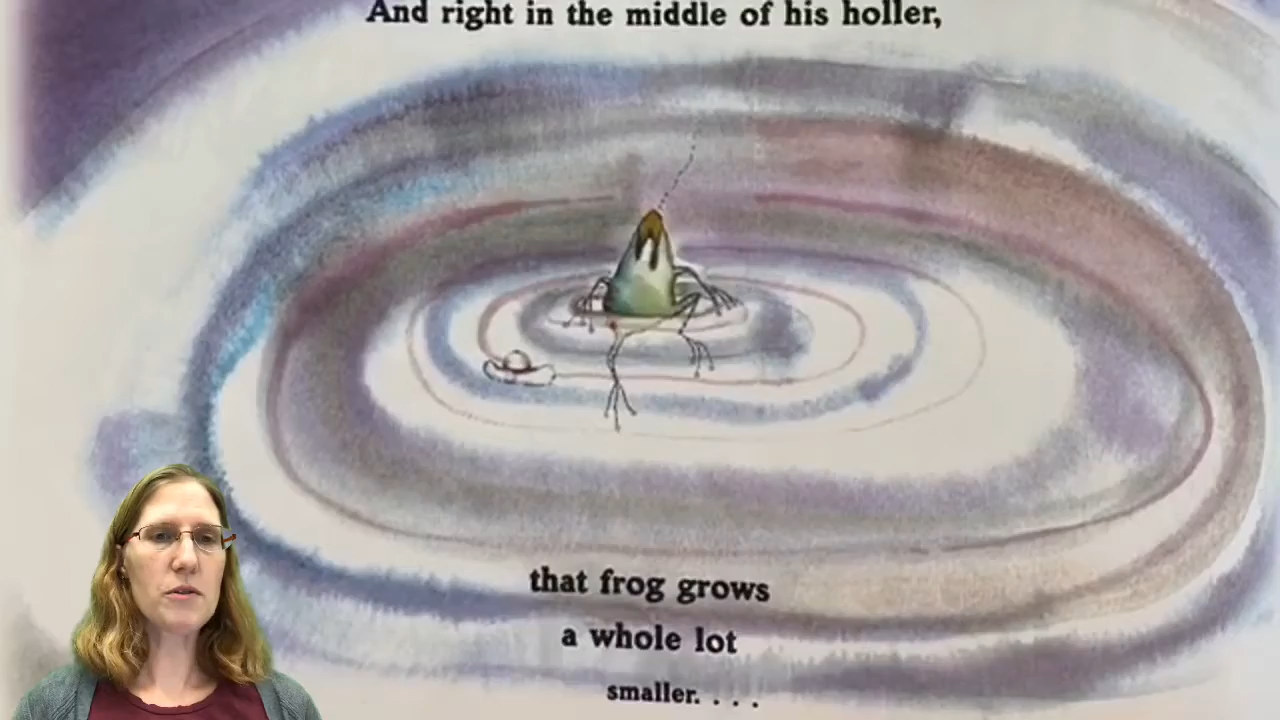 And right in the middle of his holler,
that frog grows
a whole lot
smaller. . . .